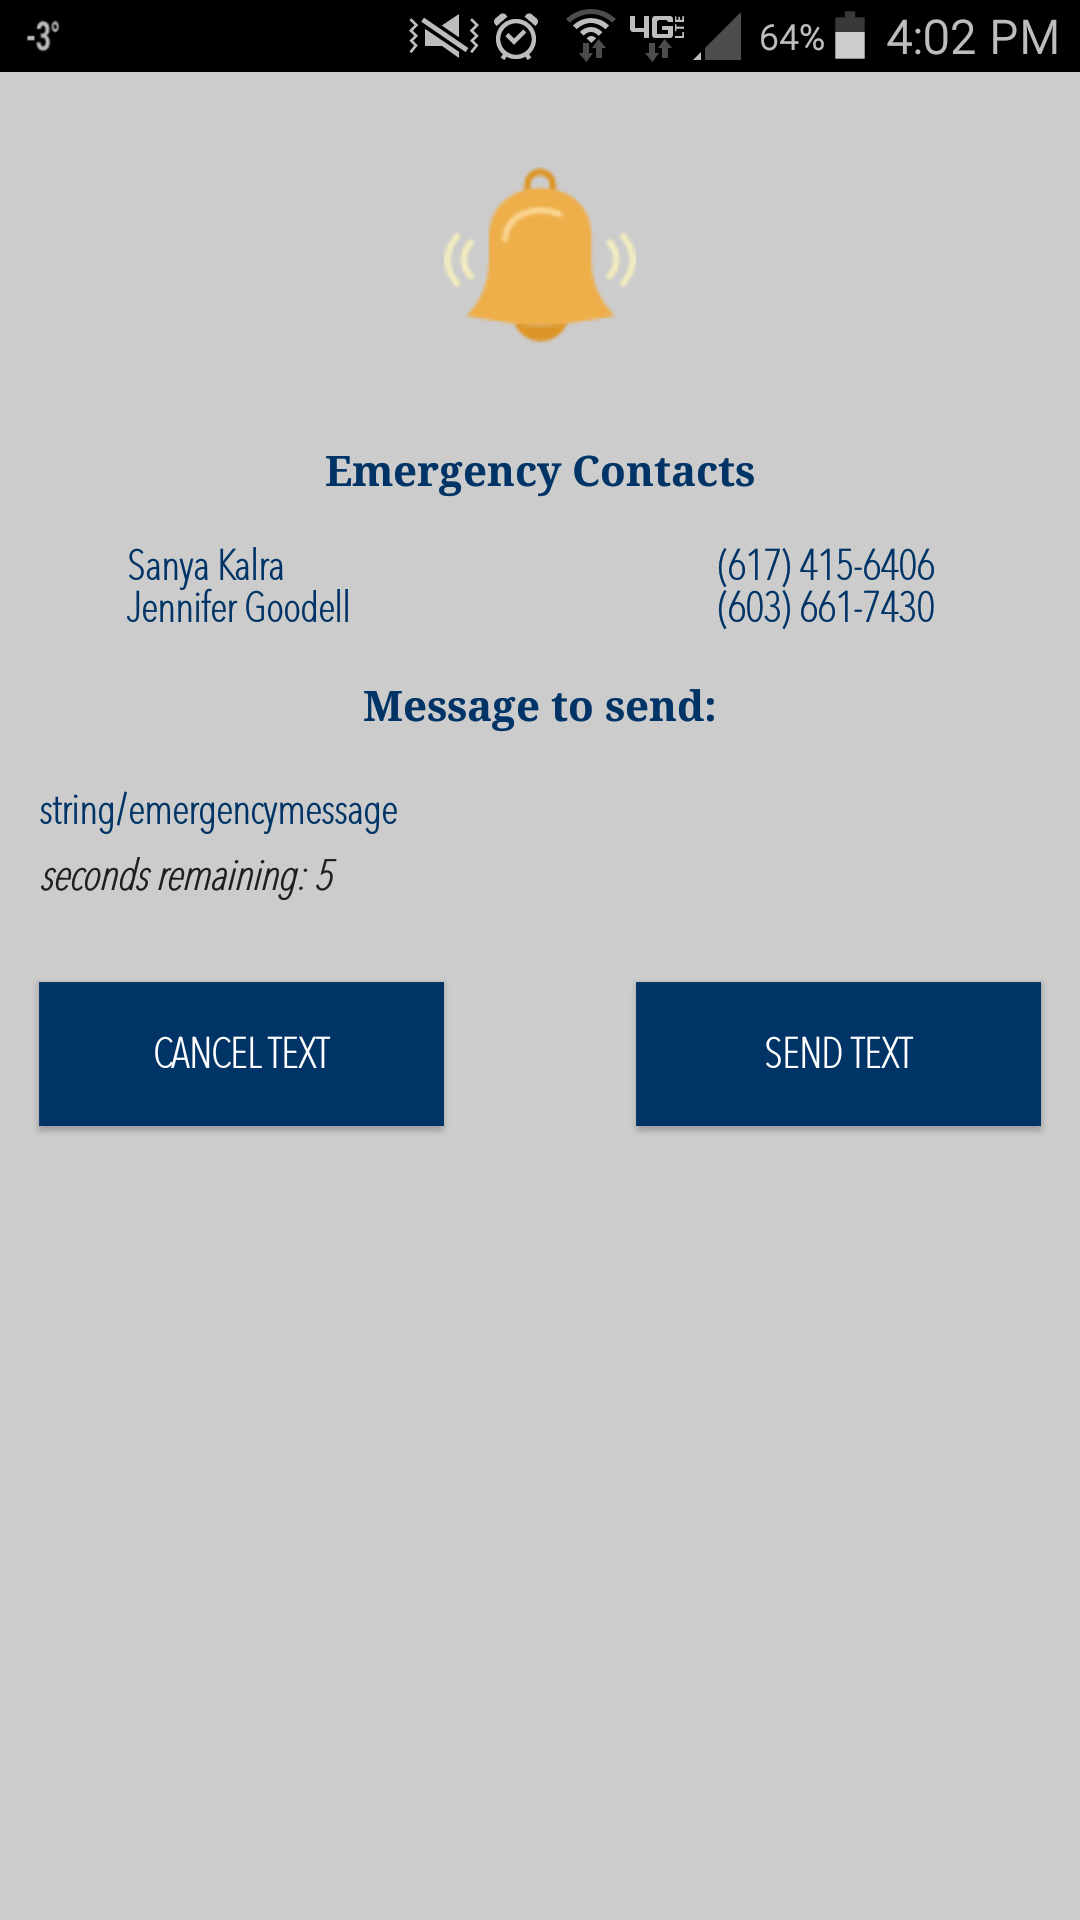 -3° 4G LTE 64% 4:02 PM
Emergency Contacts
Sanya Kalra (617) 415-6406
Jennifer Goodell (603) 661-7430
Message to send:
string/emergencymessage
seconds remaining: 5
CANCEL TEXT SEND TEXT